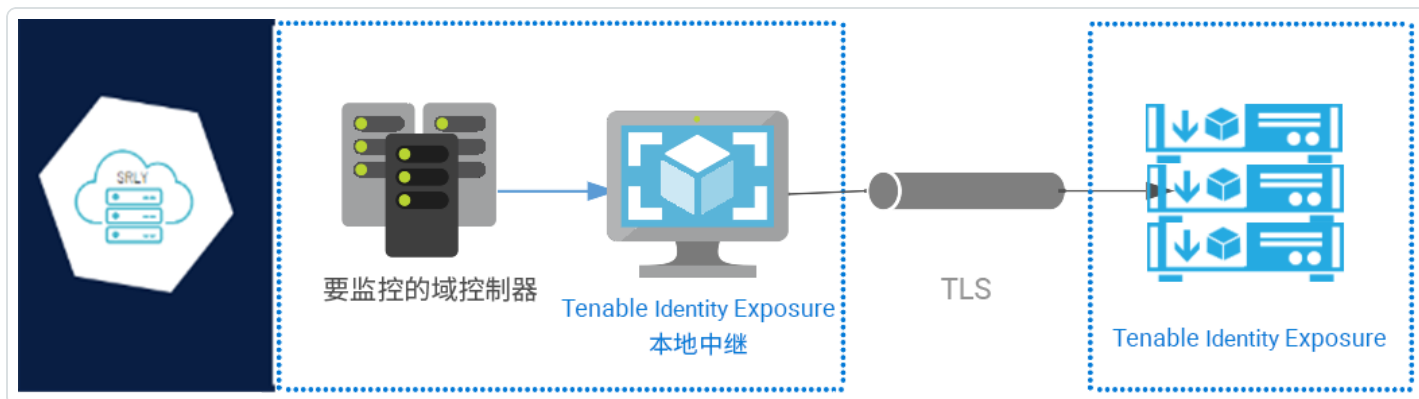 SRLY
要监控的域控制器
Tenable Identity Exposure
本地中继
TLS
Tenable Identity Exposure